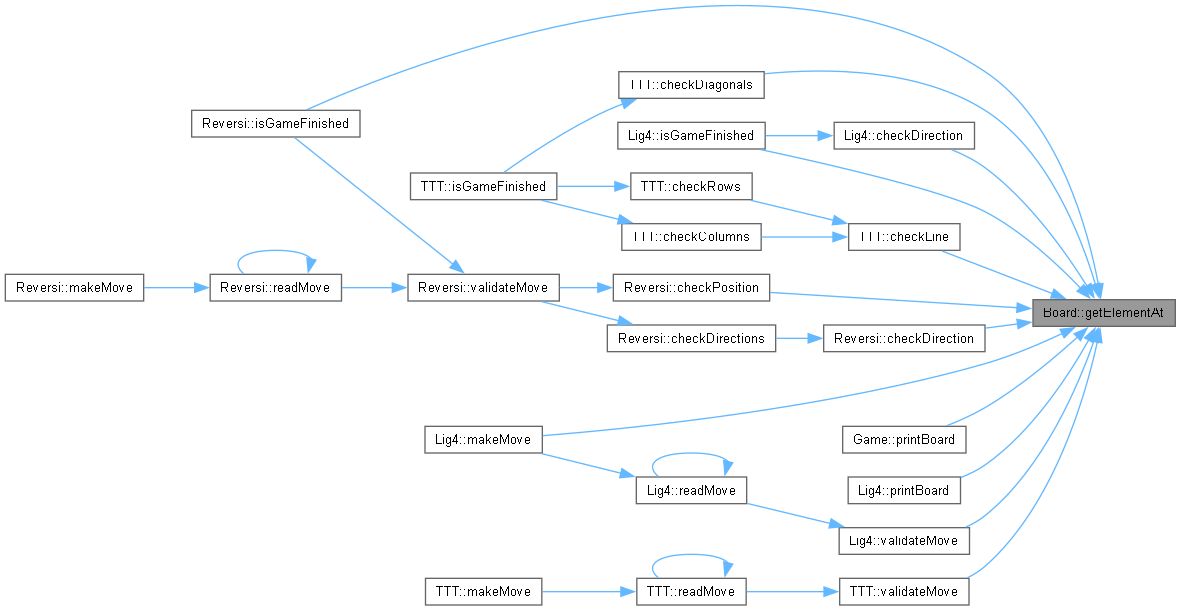 TTT::checkDiagonals
Reversi::isGameFinished
Lig4::isGameFinished
Lig4::checkDirection
TTT::isGameFinished
TTT::checkRows
TTT::checkColumns
TTT::checkLine
Reversi::makeMove
Reversi::readMove
Reversi::validateMove
Reversi::checkPosition
Board::getElementAt
Reversi::checkDirections
Reversi::checkDirection
Lig4::makeMove
Game::printBoard
Lig4::readMove
Lig4::printBoard
Lig4::validateMove
TTT::makeMove
TTT::readMove
TTT::validateMove